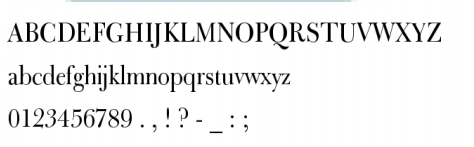 ABCDEFGHIJKLMNOPQRSTUVWXYZ
abcdefghijklmnopqrstuvwxyz
0123456789 . , ! ? - _ : ;